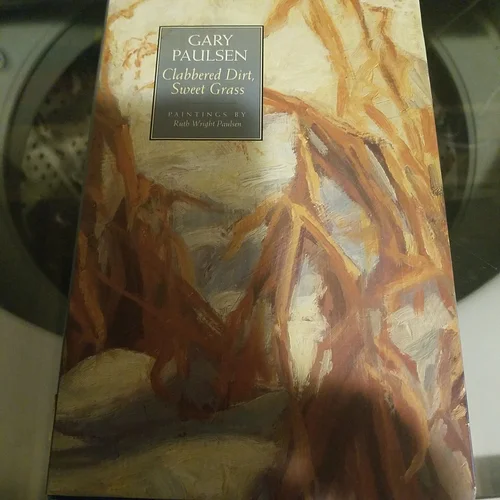 GARY
PAULSEN
Clabbered Dirt,
Sweet Grass
PAINTINGS BY
Ruth Wright Paulsen